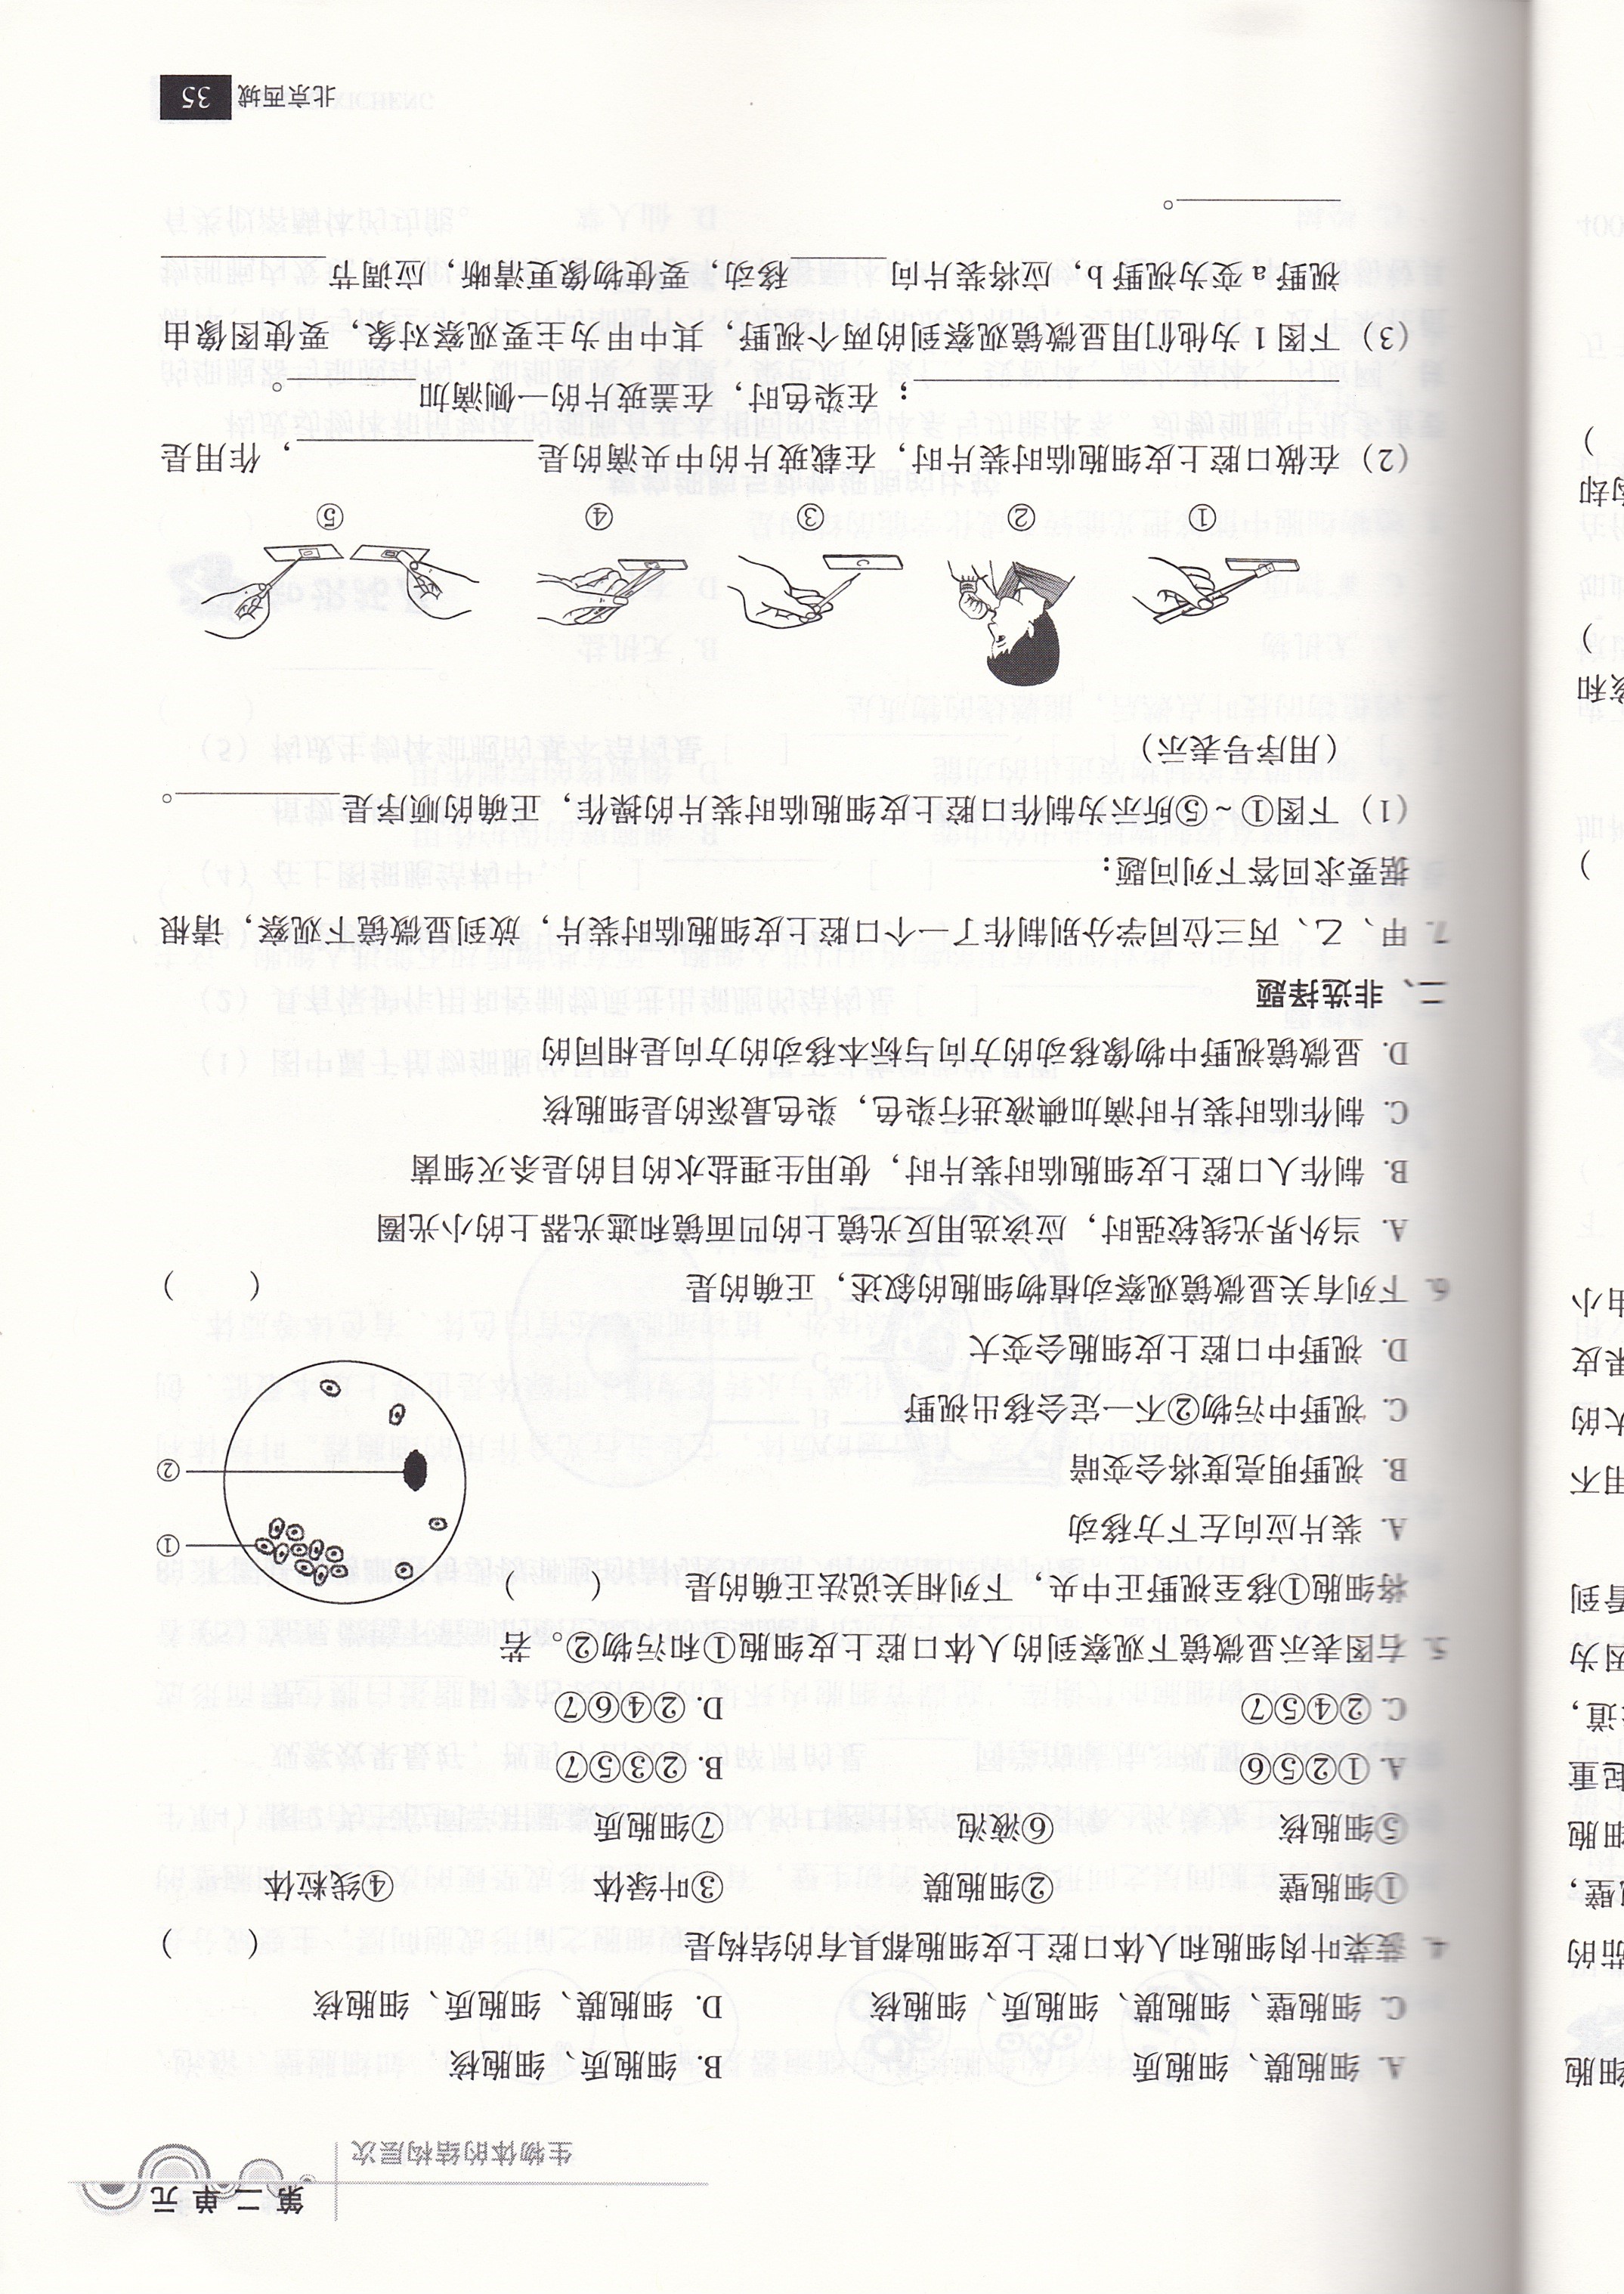 第二单元
生物体的结构层次
A. 细胞膜、细胞质 B. 细胞质、细胞核
C. 细胞壁、细胞膜、细胞质、细胞核 D. 细胞膜、细胞质、细胞核
4. 菠菜叶肉细胞和人体口腔上皮细胞都具有的结构是 ( )
①细胞壁 ②细胞膜 ③叶绿体 ④线粒体
⑤细胞核 ⑥液泡 ⑦细胞质
A. ①②⑤⑥ B. ②③⑤⑦
C. ②④⑤⑦ D. ②④⑥⑦
5. 右图表示显微镜下观察到的人体口腔上皮细胞①和污物②。若
将细胞①移至视野正中央，下列相关说法正确的是 ( )
A. 装片应向左下方移动
B. 视野明亮度将会变暗
C. 视野中污物②不一定会移出视野
D. 视野中口腔上皮细胞会变大
①
②
6. 下列有关显微镜观察动植物细胞的叙述，正确的是 ( )
A. 当外界光线较强时，应该选用反光镜上的凹面镜和遮光器上的小光圈
B. 制作人口腔上皮细胞临时装片时，使用生理盐水的目的是杀灭细菌
C. 制作临时装片时滴加碘液进行染色，染色最深的是细胞核
D. 显微镜视野中物像移动的方向与标本移动的方向是相同的
二、非选择题
7. 甲、乙、丙三位同学分别制作了一个口腔上皮细胞临时装片，放到显微镜下观察，请根
据要求回答下列问题：
（1）下图①~⑤所示为制作口腔上皮细胞临时装片的操作，正确的顺序是________。
（用序号表示）
① ② ③ ④ ⑤
（2）在做口腔上皮细胞临时装片时，在载玻片的中央滴的是________，作用是
________；在染色时，在盖玻片的一侧滴加________。
（3）下图 1 为他们用显微镜观察到的两个视野，其中甲为主要观察对象，要使图像由
视野 a 变为视野 b，应将装片向________移动，要使物像更清晰，应调节________
________。
北京西城 35